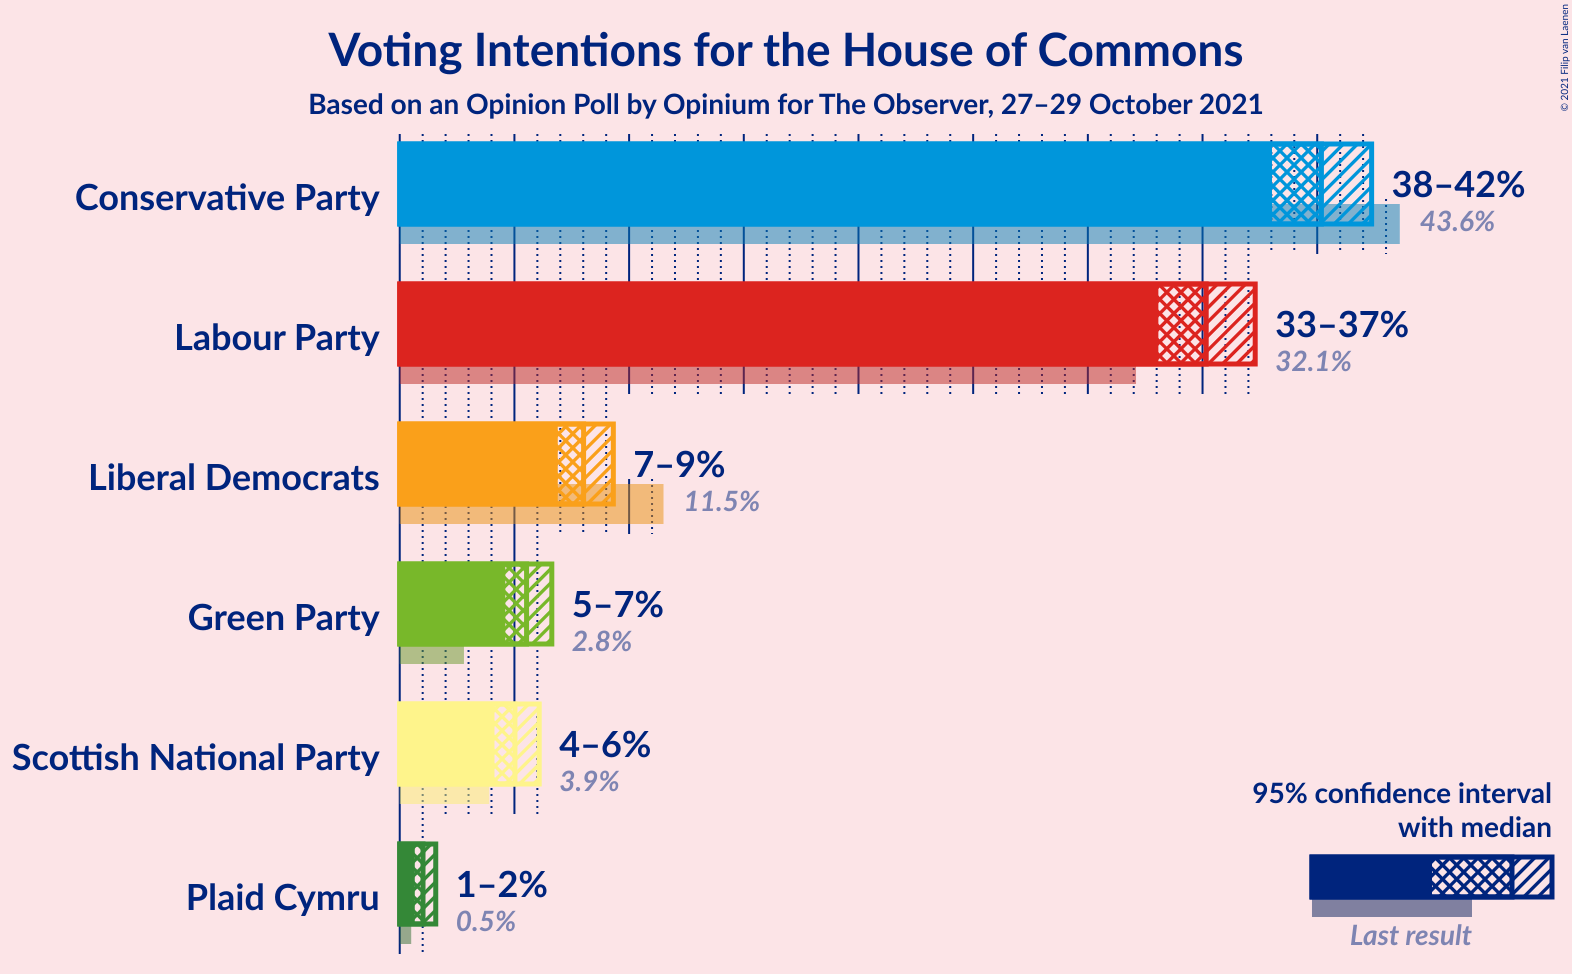 Voting Intentions for the House of Commons
Based on an Opinion Poll by Opinium for The Observer, 27–29 October 2021
© 2021 Filip van Laenen
Conservative Party
38–42%
43.6%
Labour Party
33–37%
32.1%
Liberal Democrats
7–9%
11.5%
Green Party
5–7%
2.8%
Scottish National Party
4–6%
3.9%
Plaid Cymru
1–2%
0.5%
95% confidence interval
with median
Last result